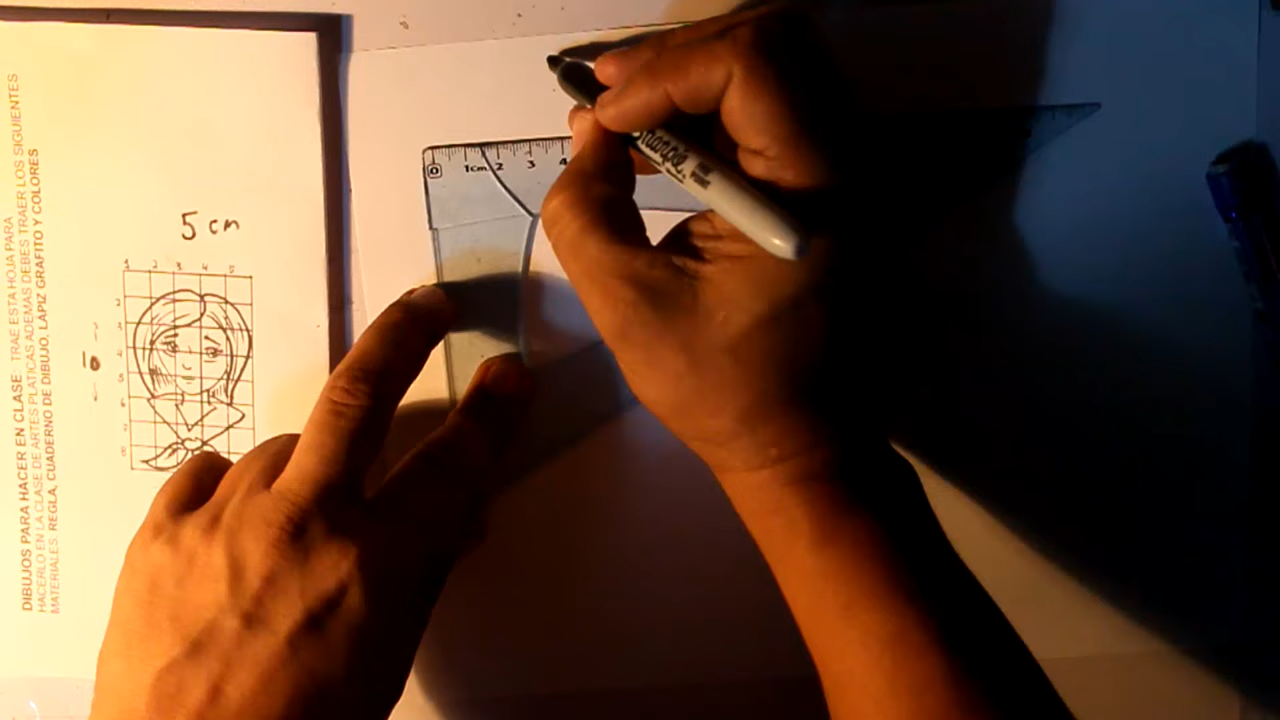 DIBUJOS PARA HACER EN CLASE: TRAE ESTA HOJA PARA
HACERLO EN LA CLASE DE ARTES PLATICAS ADEMAS DEBES TRAER LOS SIGUIENTES
MATERIALES: REGLA, CUADERNO DE DIBUJO, LAPIZ GRAFITO Y COLORES
5 cm
1 2 3 4 5
10
0 1cm 2 3 4
Sharpie